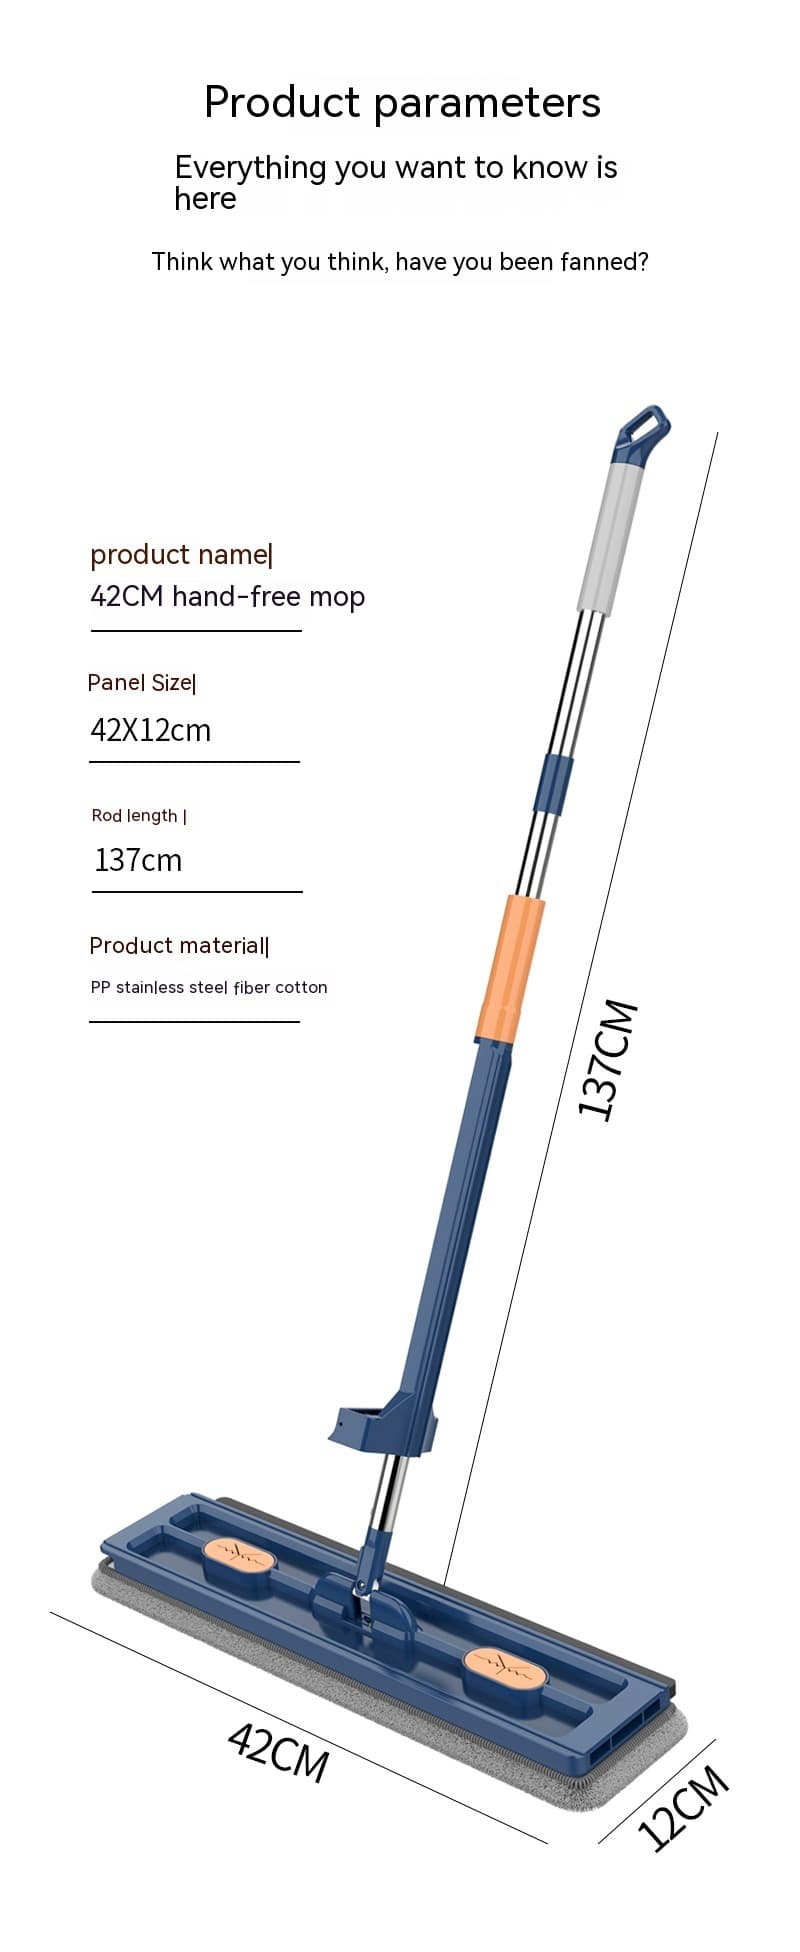 Product parameters
Everything you want to know is
here
Think what you think, have you been fanned?
product name|
42CM hand-free mop
Panel Size|
42X12cm
Rod length |
137cm
Product material|
PP stainless steel fiber cotton
137CM
42CM
12CM